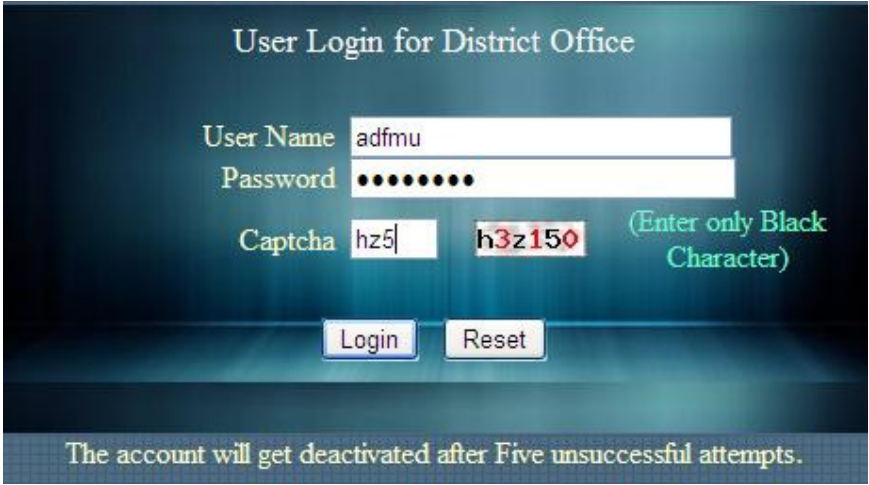 User Login for District Office
User Name adfmu
Password ••••••••
Captcha hz5 h3z150 (Enter only Black
Character)
Login Reset
The account will get deactivated after Five unsuccessful attempts.